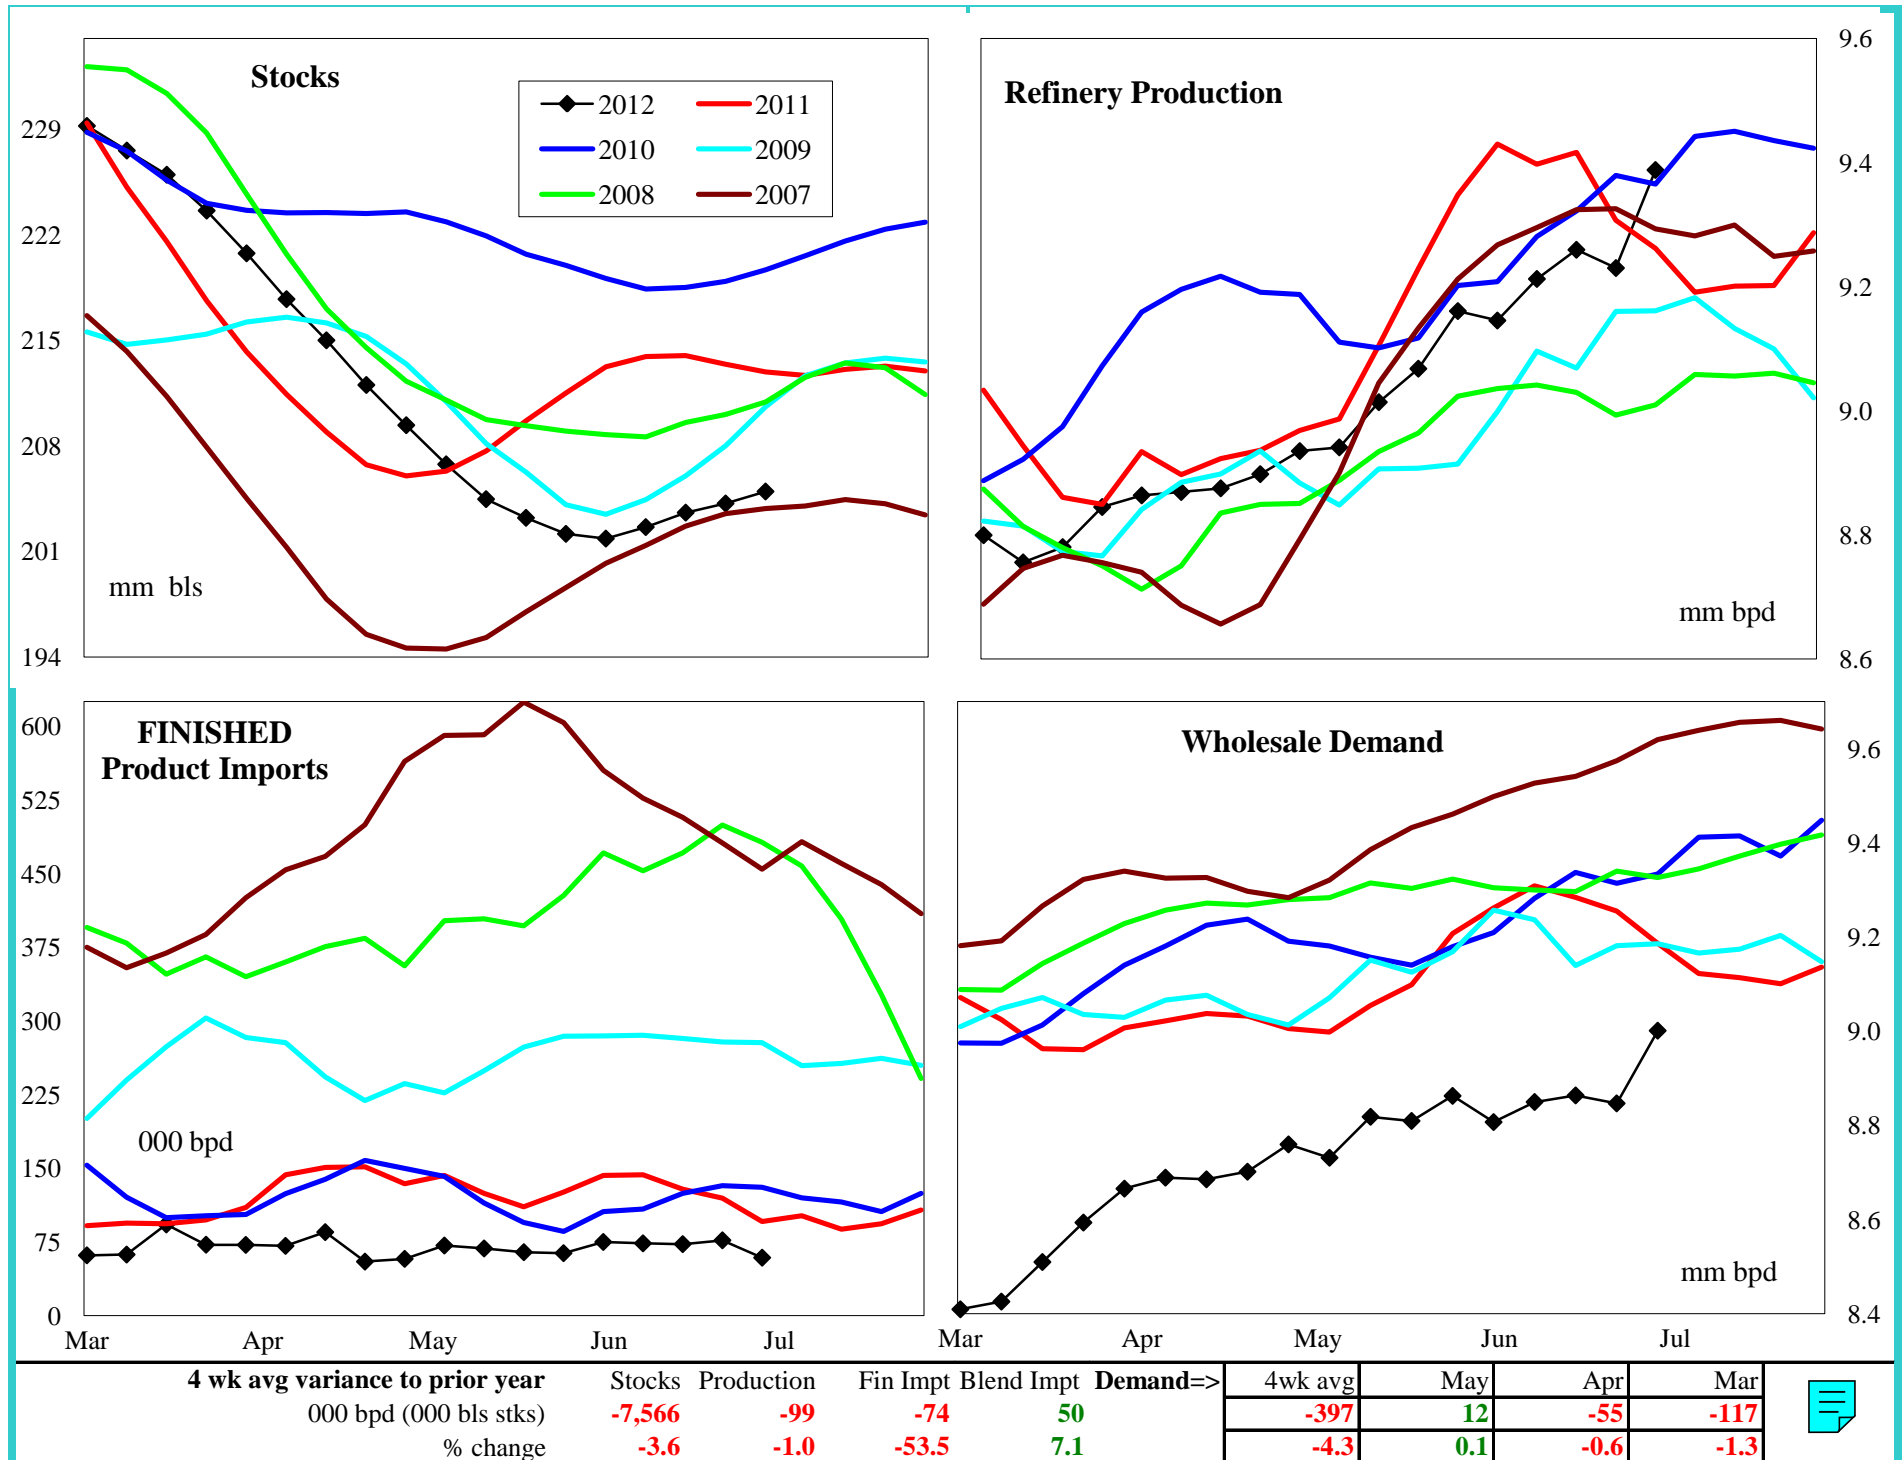 Stocks
2012 2011
2010 2009
2008 2007
229
222
215
208
201
194
mm bls
Refinery Production
9.6
9.4
9.2
9.0
8.8
8.6
mm bpd
FINISHED
Product Imports
600
525
450
375
300
225
150
75
0
000 bpd
Mar Apr May Jun Jul
Wholesale Demand
9.6
9.4
9.2
9.0
8.8
8.6
8.4
mm bpd
Mar Apr May Jun Jul
4 wk avg variance to prior year Stocks Production Fin Impt Blend Impt Demand=> 4wk avg May Apr Mar
000 bpd (000 bls stks) -7,566 -99 -74 50 -397 12 -55 -117
% change -3.6 -1.0 -53.5 7.1 -4.3 0.1 -0.6 -1.3